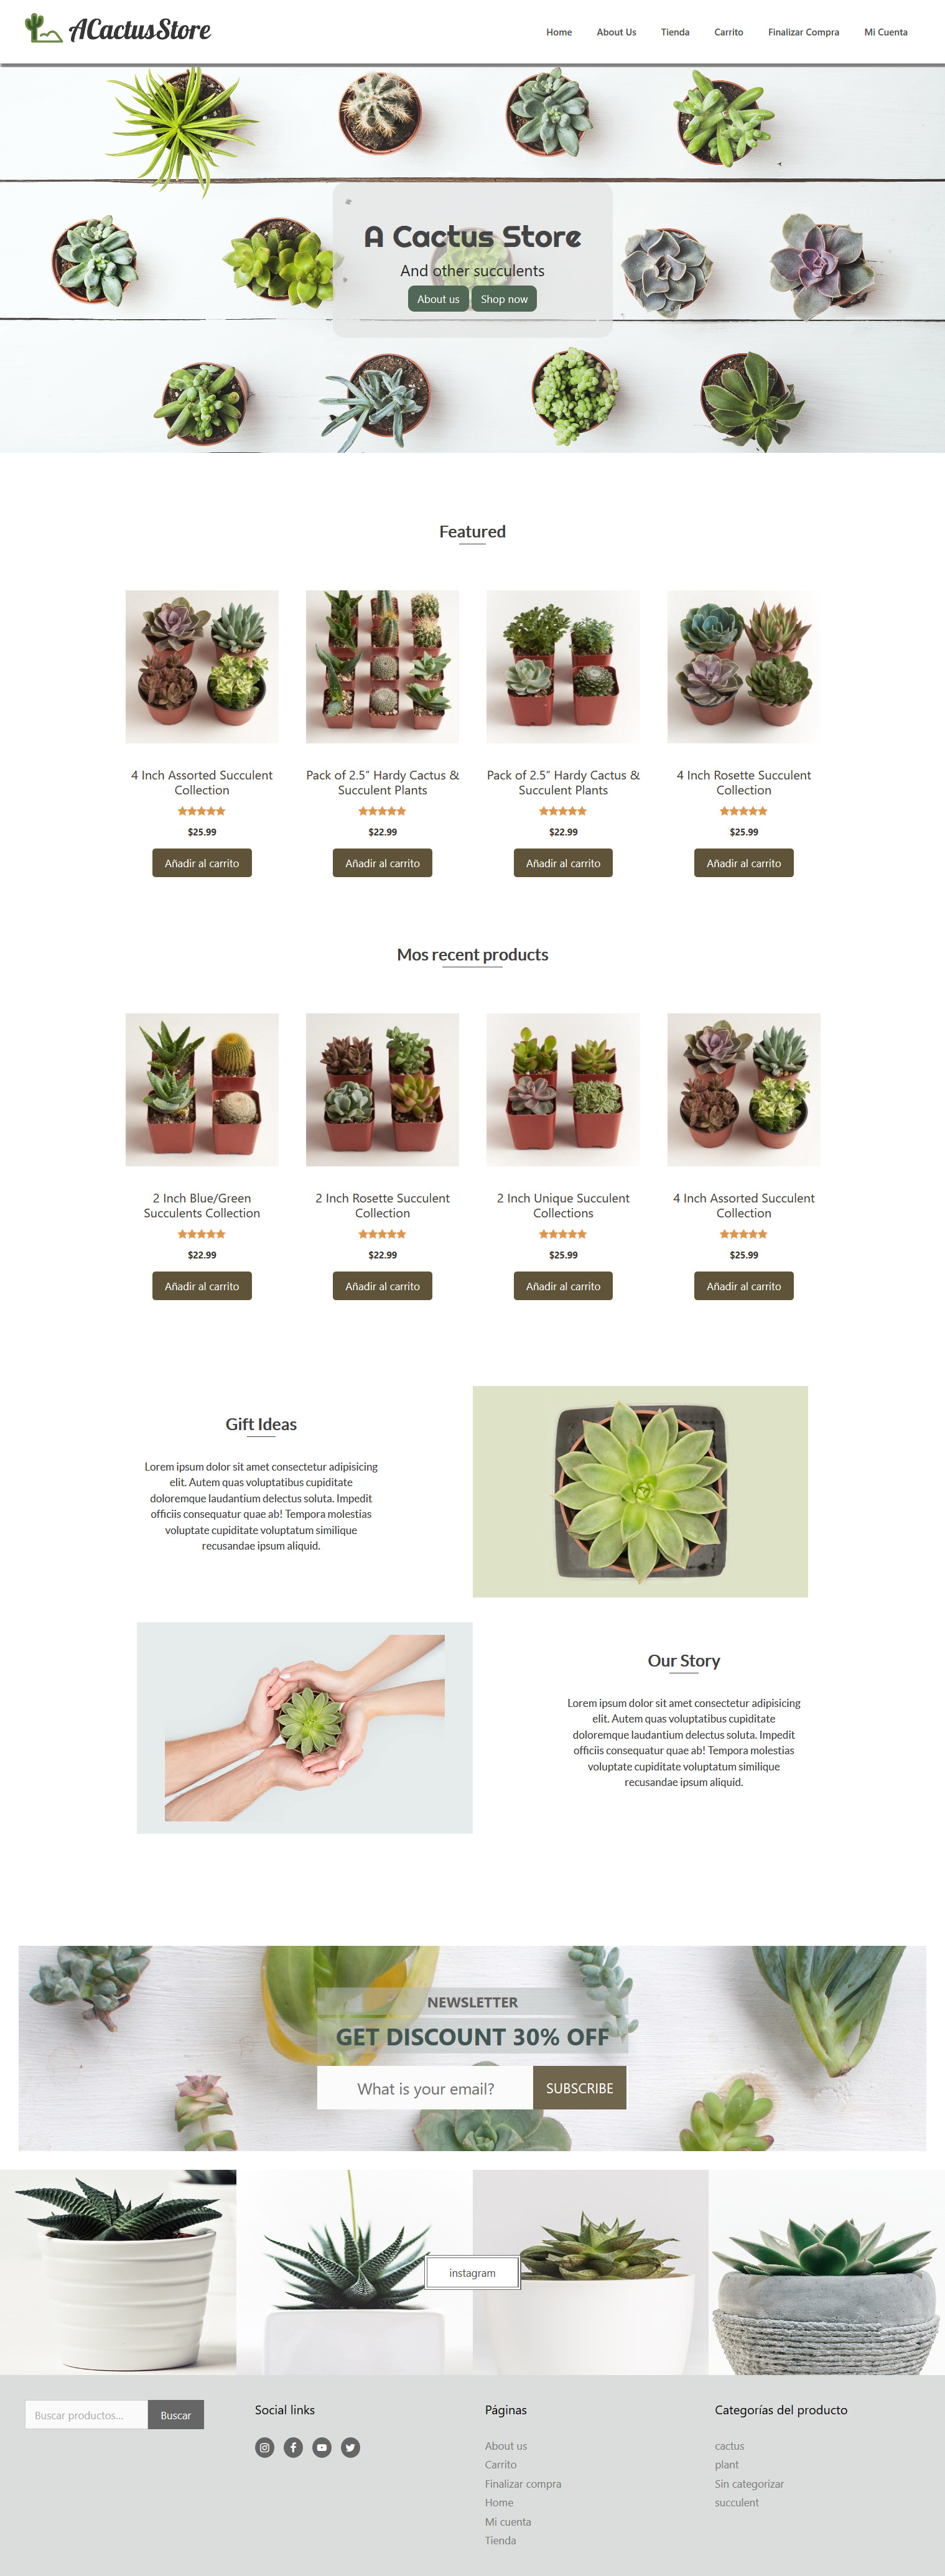 ACactusStore
Home About Us Tienda Carrito Finalizar Compra Mi Cuenta
A Cactus Store
And other succulents
About us Shop now
Featured
4 Inch Assorted Succulent
Collection
$25.99
Añadir al carrito
Pack of 2.5″ Hardy Cactus &
Succulent Plants
$22.99
Añadir al carrito
Pack of 2.5″ Hardy Cactus &
Succulent Plants
$22.99
Añadir al carrito
4 Inch Rosette Succulent
Collection
$25.99
Añadir al carrito
Mos recent products
2 Inch Blue/Green
Succulents Collection
$22.99
Añadir al carrito
2 Inch Rosette Succulent
Collection
$22.99
Añadir al carrito
2 Inch Unique Succulent
Collections
$25.99
Añadir al carrito
4 Inch Assorted Succulent
Collection
$25.99
Añadir al carrito
Gift Ideas
Lorem ipsum dolor sit amet consectetur adipisicing
elit. Autem quas voluptatibus cupiditate
doloremque laudantium delectus soluta. Impedit
officiis consequatur quae ab! Tempora molestias
voluptate cupiditate voluptatum similique
recusandae ipsum aliquid.
Our Story
Lorem ipsum dolor sit amet consectetur adipisicing
elit. Autem quas voluptatibus cupiditate
doloremque laudantium delectus soluta. Impedit
officiis consequatur quae ab! Tempora molestias
voluptate cupiditate voluptatum similique
recusandae ipsum aliquid.
NEWSLETTER
GET DISCOUNT 30% OFF
What is your email? SUBSCRIBE
instagram
Buscar productos... Buscar
Social links
Páginas
About us
Carrito
Finalizar compra
Home
Mi cuenta
Tienda
Categorías del producto
cactus
plant
Sin categorizar
succulent